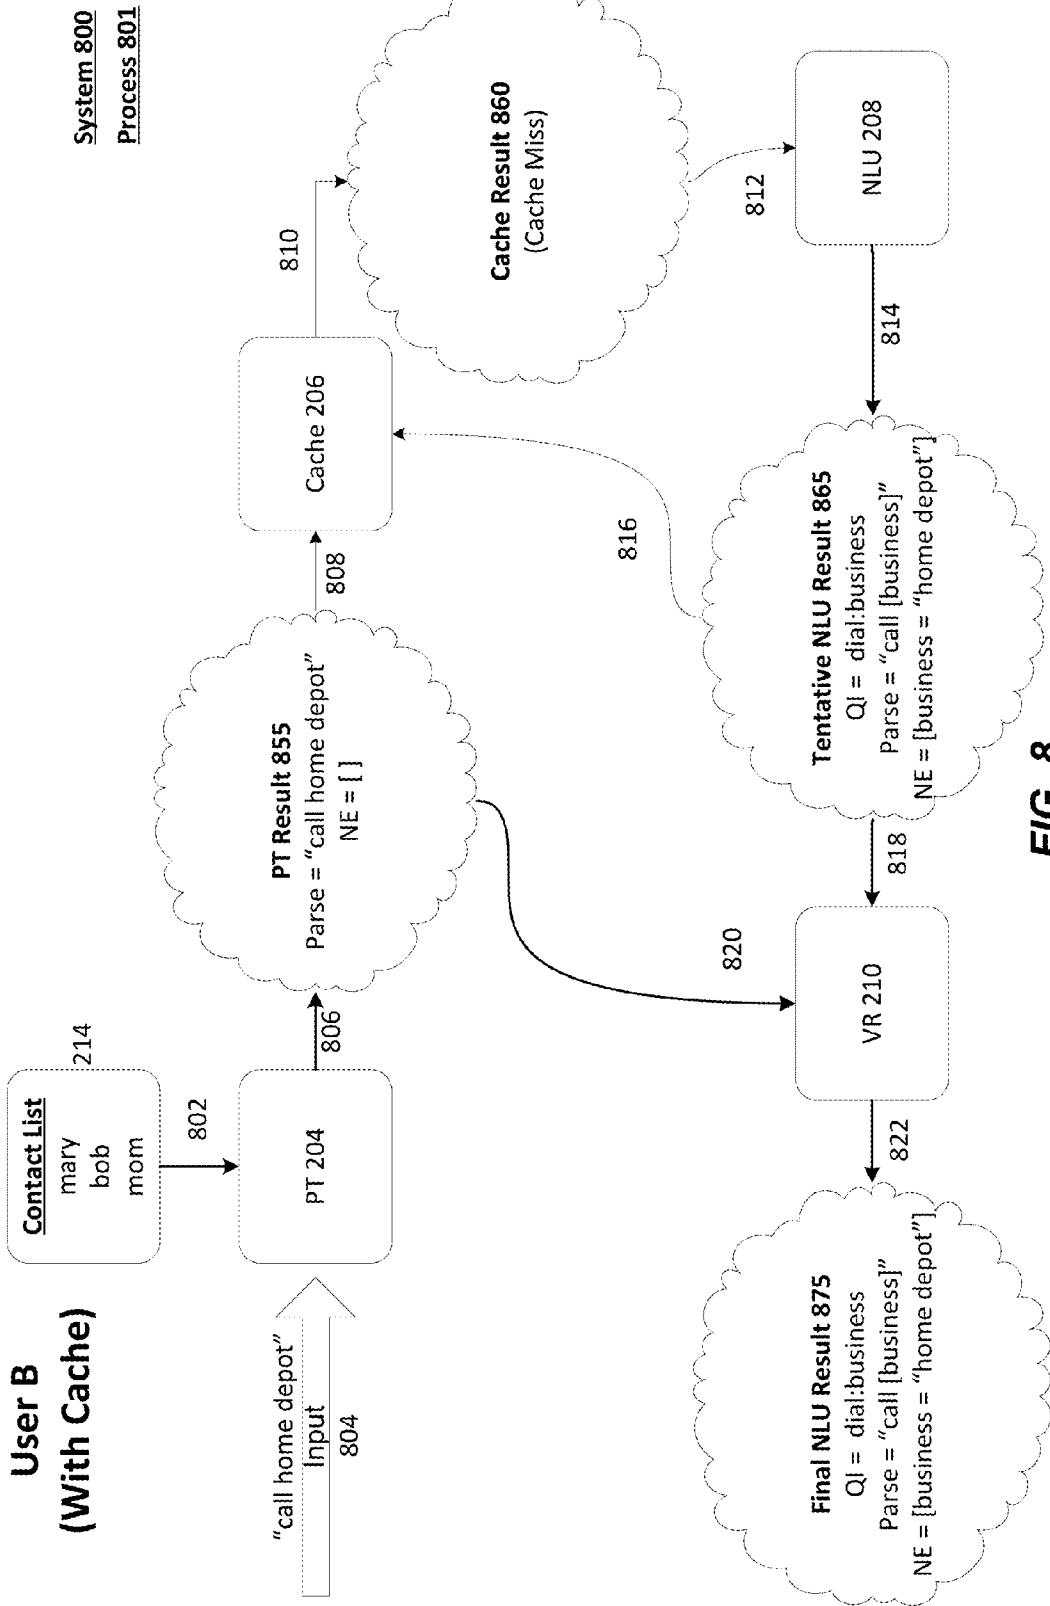 User B
(With Cache)
System 800
Process 801
Contact List
mary
bob
mom
214
802
"call home depot"
Input
804
PT 204
806
PT Result 855
Parse = "call home depot"
NE = [ ]
808
Cache 206
810
Cache Result 860
(Cache Miss)
812
NLU 208
814
816
Tentative NLU Result 865
QI = dial:business
Parse = "call [business]"
NE = [business = "home depot"]
818
820
VR 210
822
Final NLU Result 875
QI = dial:business
Parse = "call [business]"
NE = [business = "home depot"]
FIG. 8